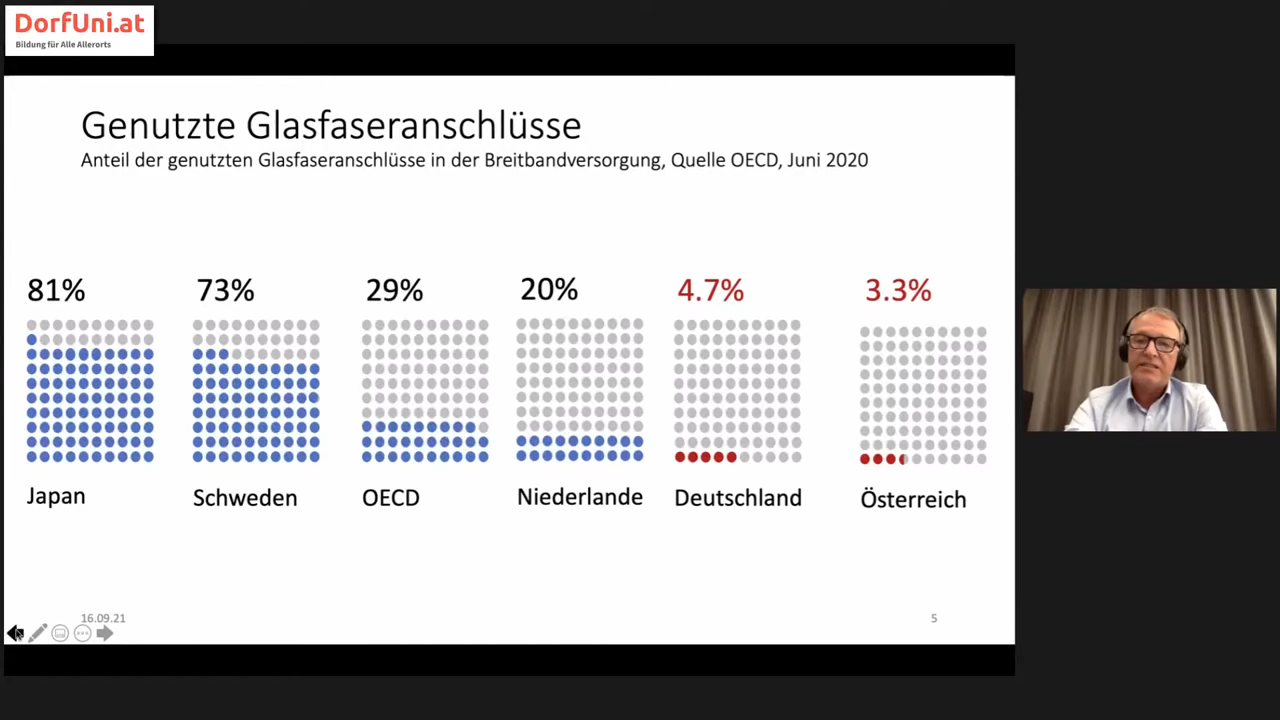 DorfUni.at
Bildung für Alle Allerorts
Genutzte Glasfaseranschlüsse
Anteil der genutzten Glasfaseranschlüsse in der Breitbandversorgung, Quelle OECD, Juni 2020
81% 73% 29% 20% 4.7% 3.3%
Japan Schweden OECD Niederlande Deutschland Österreich
16.09.21 5